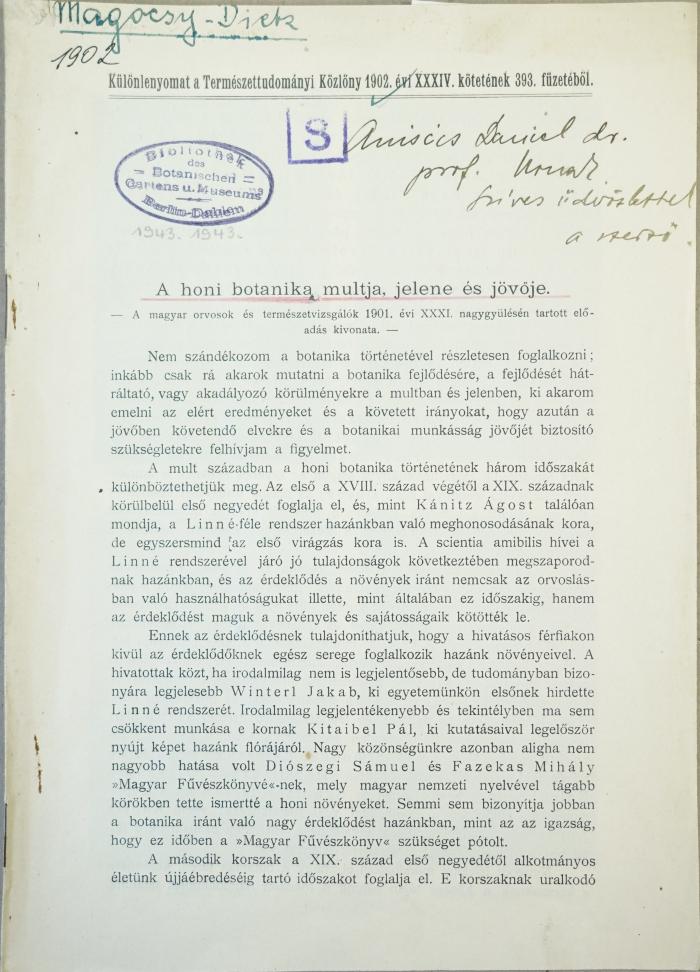 Magocsy-Dietz
1902
Különlenyomat a Természettudományi Közlöny 1902. évi XXXIV. kötetének 393. füzetéből.
S
Daniel dr.
prof.
szives üdvözlettel
a szerző
Bibliothek
des
Botanischen
Gartens u. Museums
Berlin-Dahlem
1943. 1943.
A honi botanika multja, jelene és jövője.
— A magyar orvosok és természetvizsgálók 1901. évi XXXI. nagygyülésén tartott elő-
adás kivonata. —
Nem szándékozom a botanika történetével részletesen foglalkozni;
inkább csak rá akarok mutatni a botanika fejlődésére, a fejlődését hát-
ráltató, vagy akadályozó körülményekre a multban és jelenben, ki akarom
emelni az elért eredményeket és a követett irányokat, hogy azután a
jövőben követendő elvekre és a botanikai munkásság jövőjét biztosító
szükségletekre felhívjam a figyelmet.
A mult században a honi botanika történetének három időszakát
különböztethetjük meg. Az első a XVIII. század végétől a XIX. századnak
körülbelül első negyedét foglalja el, és, mint Kánitz Ágost találóan
mondja, a Linné-féle rendszer hazánkban való meghonosodásának kora,
de egyszersmind az első virágzás kora is. A scientia amibilis hívei a
Linné rendszerével járó jó tulajdonságok következtében megszaporod-
nak hazánkban, és az érdeklődés a növények iránt nemcsak az orvoslás-
ban való használhatóságukat illette, mint általában ez időszakig, hanem
az érdeklődést maguk a növények és sajátosságaik kötötték le.
Ennek az érdeklődésnek tulajdoníthatjuk, hogy a hivatásos férfiakon
kivül az érdeklődőknek egész serege foglalkozik hazánk növényeivel. A
hivatottak közt, ha irodalmilag nem is legjelentősebb, de tudományban bizo-
nyára legjelesebb Winterl Jakab, ki egyetemünkön elsőnek hirdette
Linné rendszerét. Irodalmilag legjelentékenyebb és tekintélyben ma sem
csökkent munkása e kornak Kitaibel Pál, ki kutatásaival legelőször
nyújt képet hazánk flórájáról. Nagy közönségünkre azonban aligha nem
nagyobb hatása volt Diószegi Sámuel és Fazekas Mihály
»Magyar Fűvészkönyvé«-nek, mely magyar nemzeti nyelvével tágabb
körökben tette ismertté a honi növényeket. Semmi sem bizonyitja jobban
a botanika iránt való nagy érdeklődést hazánkban, mint az az igazság,
hogy ez időben a »Magyar Fűvészkönyv« szükséget pótolt.
A második korszak a XIX. század első negyedétől alkotmányos
életünk újjáébredéséig tartó időszakot foglalja el. E korszaknak uralkodó